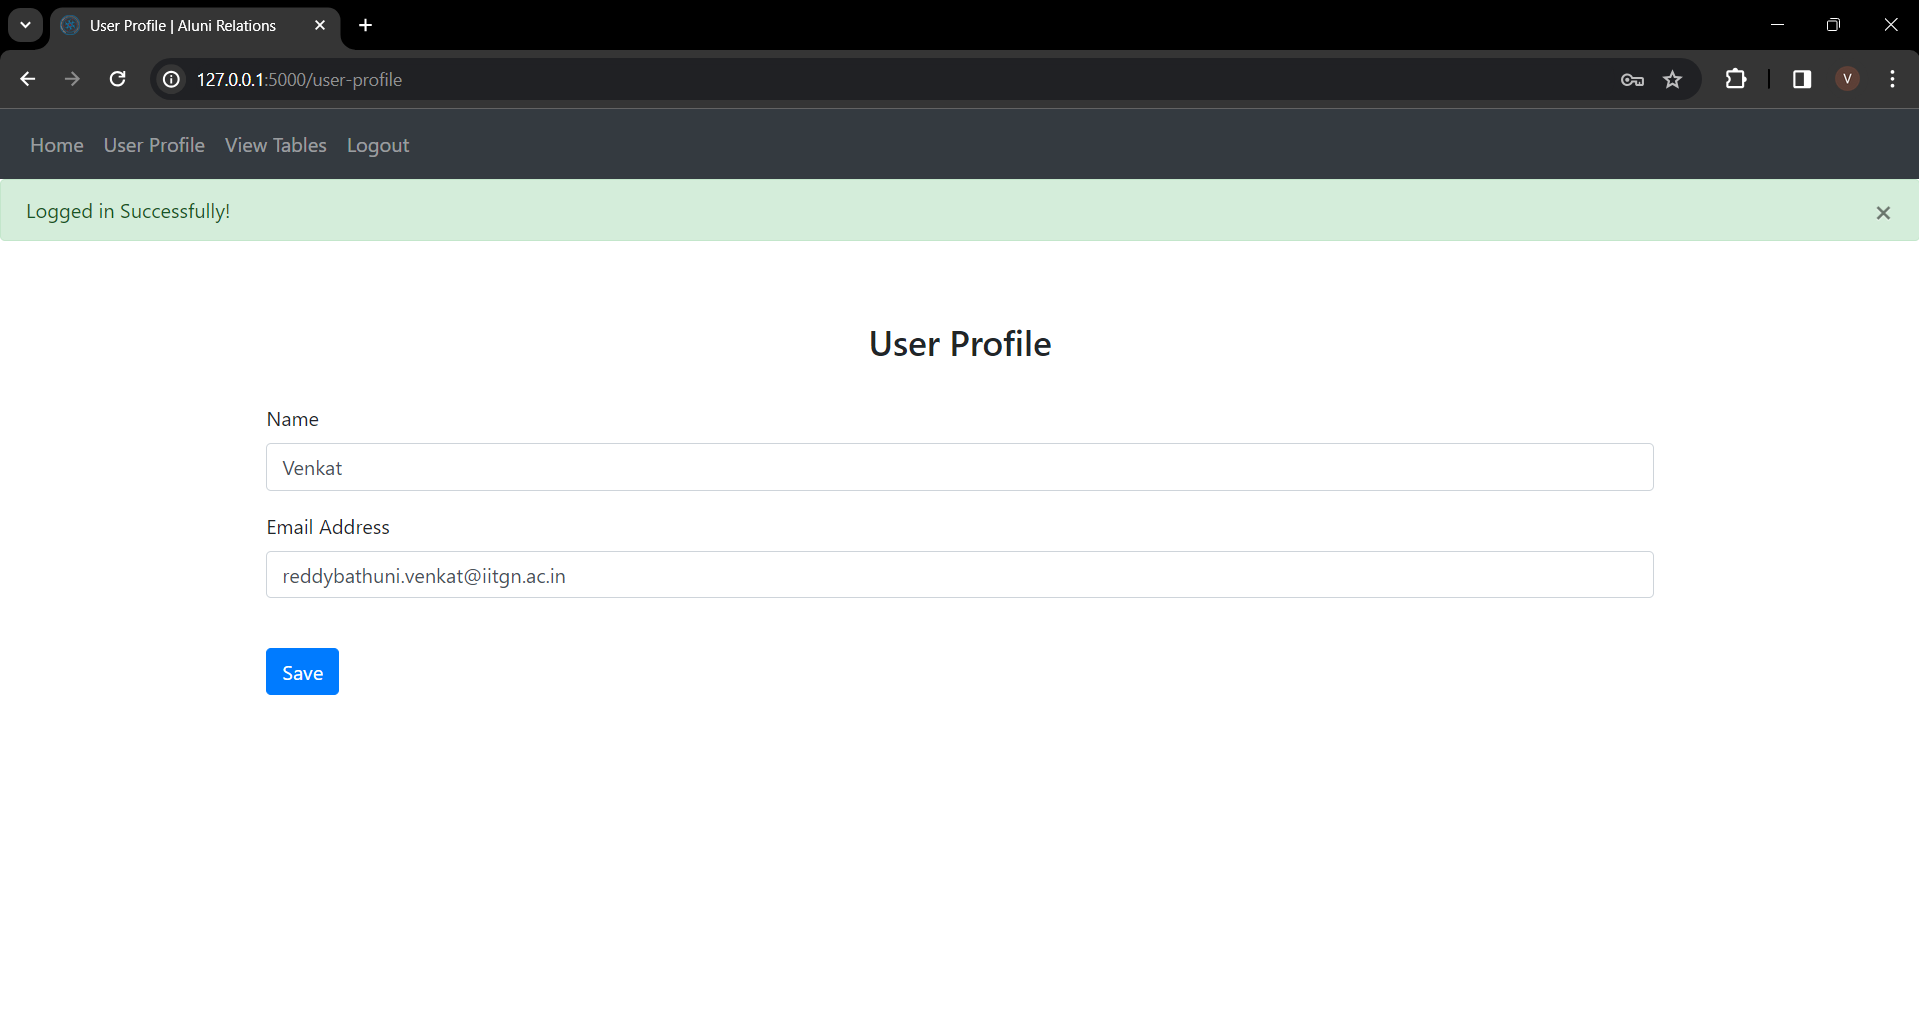 User Profile | Aluni Relations
127.0.0.1:5000/user-profile
V
Home User Profile View Tables Logout
Logged in Successfully!
User Profile
Name
Venkat
Email Address
reddybathuni.venkat@iitgn.ac.in
Save